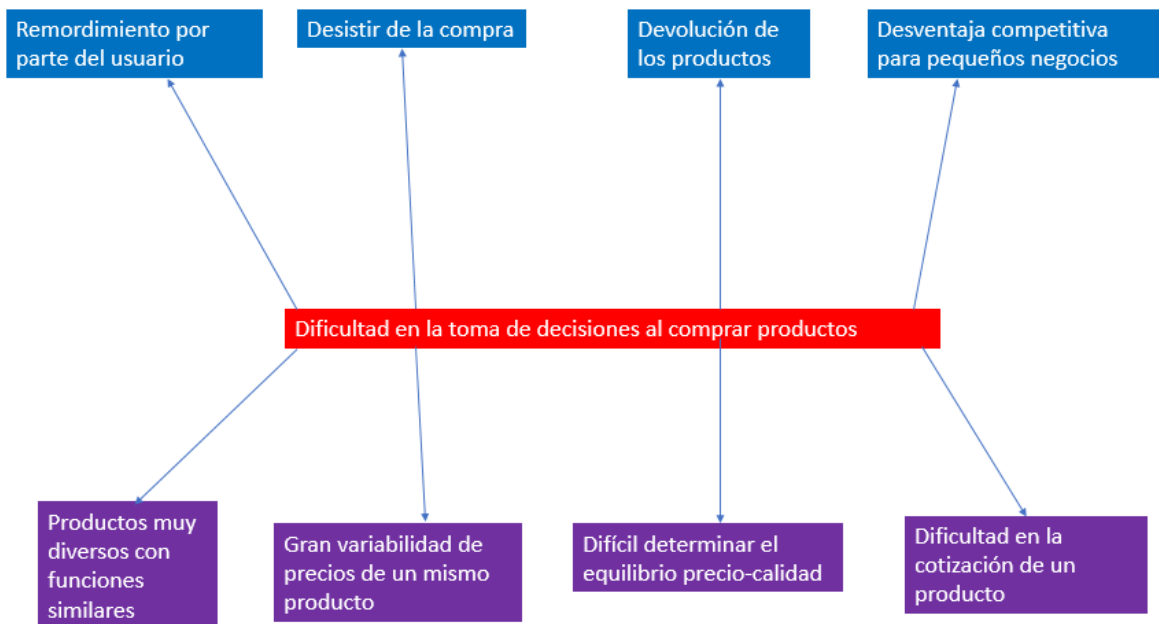 Remordimiento por
parte del usuario
Desistir de la compra
Devolución de
los productos
Desventaja competitiva
para pequeños negocios
Dificultad en la toma de decisiones al comprar productos
Productos muy
diversos con
funciones
similares
Gran variabilidad de
precios de un mismo
producto
Difícil determinar el
equilibrio precio-calidad
Dificultad en la
cotización de un
producto